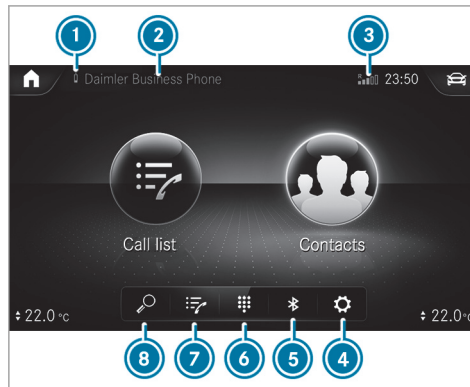 1 2 3
Daimler Business Phone R 23:50
Call list Contacts
22.0 °C 22.0 °C
8 7 6 5 4